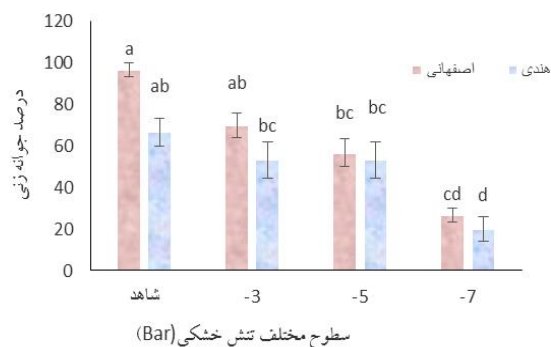 120
100
80
60
40
20
0
درصد جوانه زنی
a
ab
ab
bc
bc
bc
cd
d
اصفهانی
هندی
شاهد
-3
-5
-7
سطوح مختلف تنش خشکی(Bar)